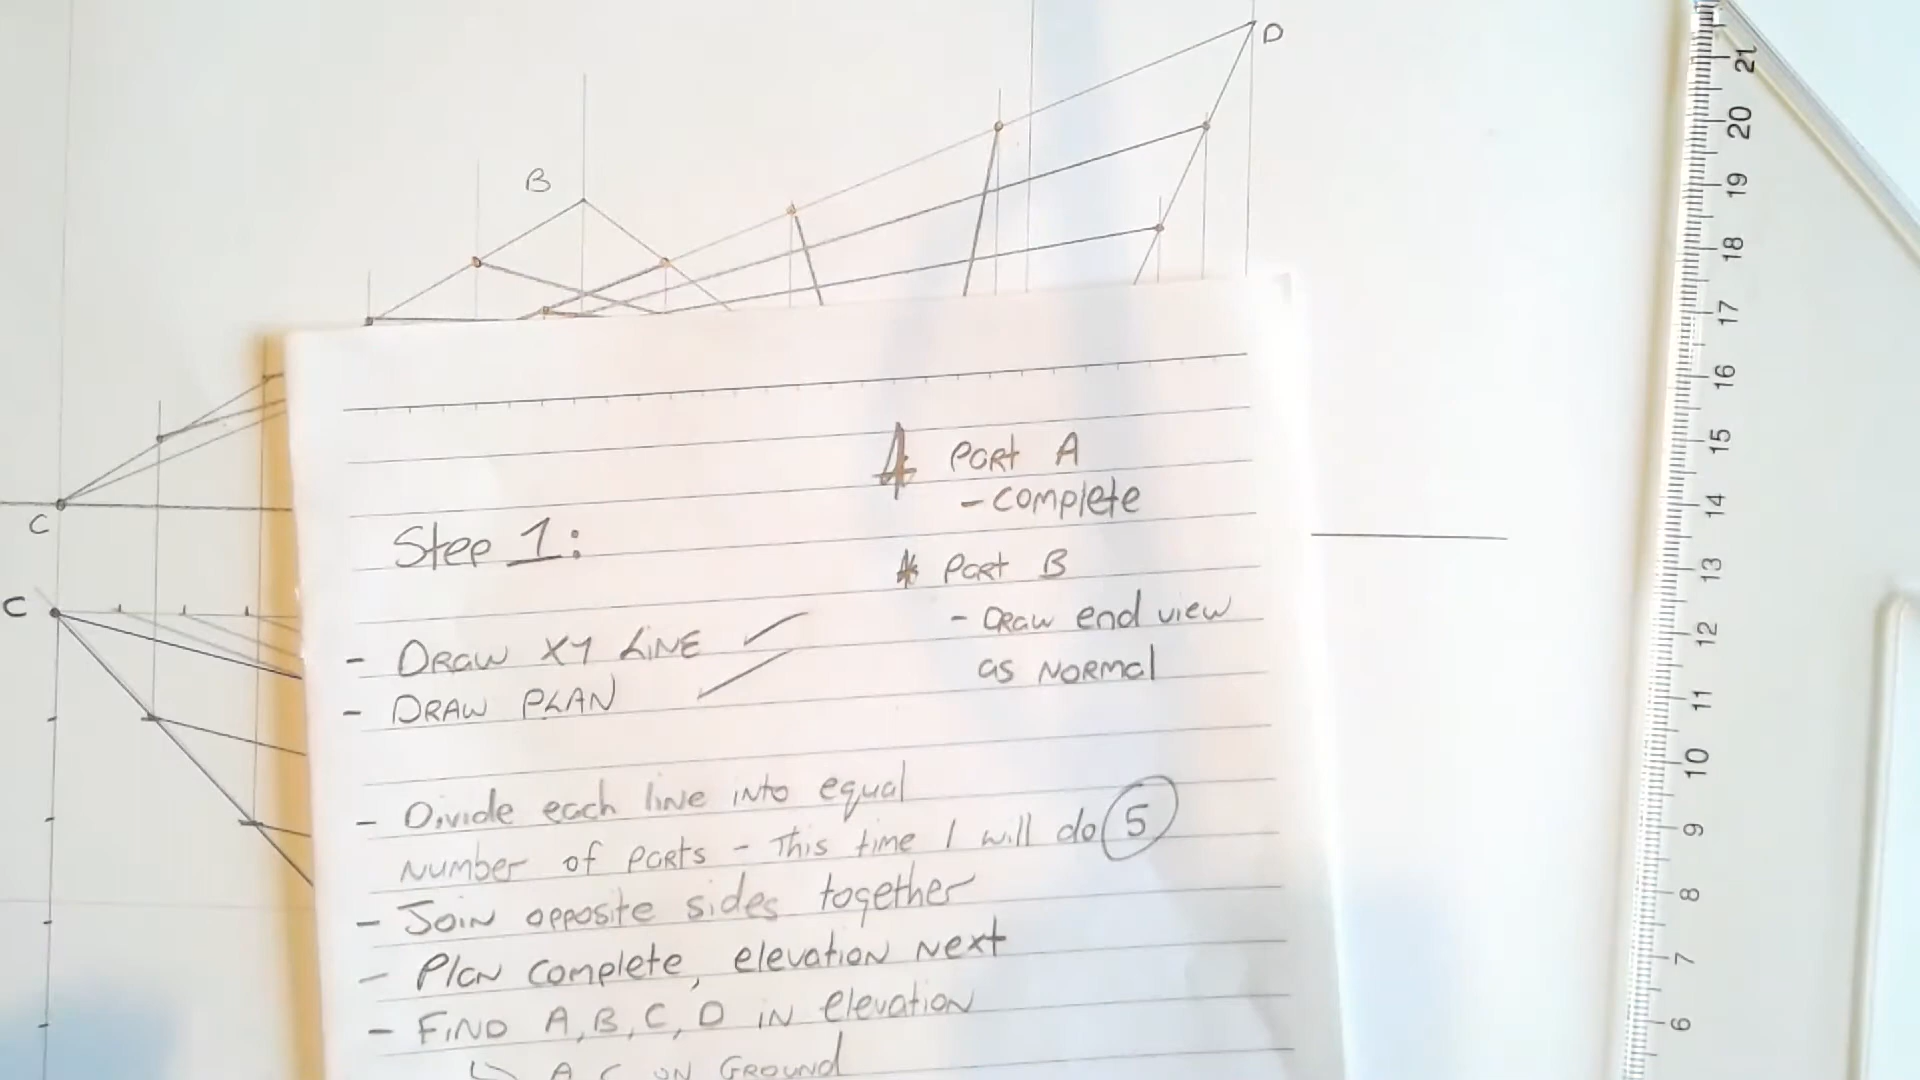 D
B
C
C
* Part A
- complete
Step 1:
* Part B
- Draw end view
as normal
- DRAW XY LINE
- DRAW PLAN
- Divide each line into equal
number of parts - This time I will do 5
- Join opposite sides together
- Plan complete, elevation next
- FIND A, B, C, D in elevation
A, C on Ground
21
20
19
18
17
16
15
14
13
12
11
10
9
8
7
6